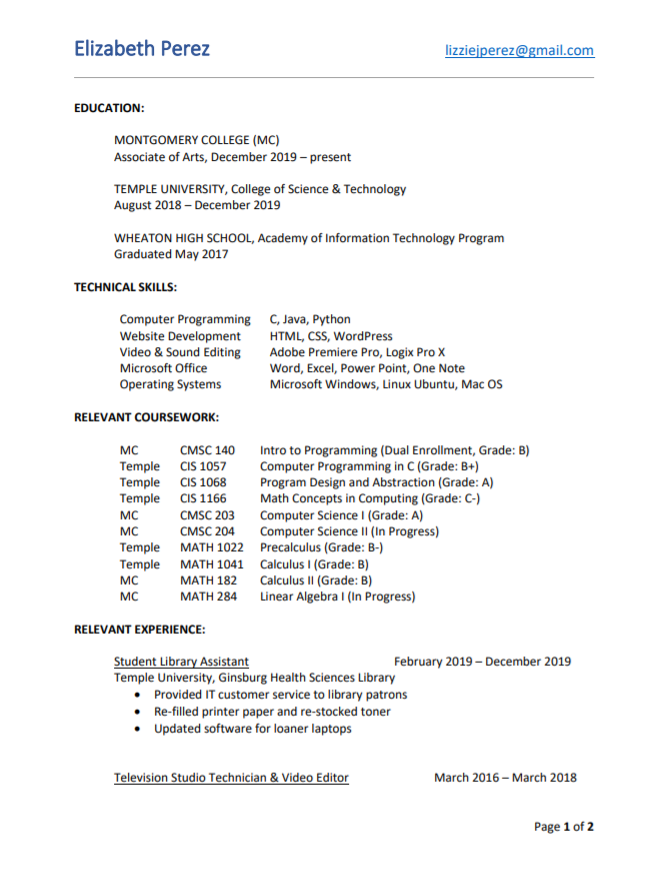 Elizabeth Perez lizziejperez@gmail.com
EDUCATION:
MONTGOMERY COLLEGE (MC)
Associate of Arts, December 2019 – present
TEMPLE UNIVERSITY, College of Science & Technology
August 2018 – December 2019
WHEATON HIGH SCHOOL, Academy of Information Technology Program
Graduated May 2017
TECHNICAL SKILLS:
Computer Programming C, Java, Python
Website Development HTML, CSS, WordPress
Video & Sound Editing Adobe Premiere Pro, Logix Pro X
Microsoft Office Word, Excel, Power Point, One Note
Operating Systems Microsoft Windows, Linux Ubuntu, Mac OS
RELEVANT COURSEWORK:
MC CMSC 140 Intro to Programming (Dual Enrollment, Grade: B)
Temple CIS 1057 Computer Programming in C (Grade: B+)
Temple CIS 1068 Program Design and Abstraction (Grade: A)
Temple CIS 1166 Math Concepts in Computing (Grade: C-)
MC CMSC 203 Computer Science I (Grade: A)
MC CMSC 204 Computer Science II (In Progress)
Temple MATH 1022 Precalculus (Grade: B-)
Temple MATH 1041 Calculus I (Grade: B)
MC MATH 182 Calculus II (Grade: B)
MC MATH 284 Linear Algebra I (In Progress)
RELEVANT EXPERIENCE:
Student Library Assistant February 2019 – December 2019
Temple University, Ginsburg Health Sciences Library
• Provided IT customer service to library patrons
• Re-filled printer paper and re-stocked toner
• Updated software for loaner laptops
Television Studio Technician & Video Editor March 2016 – March 2018
Page 1 of 2